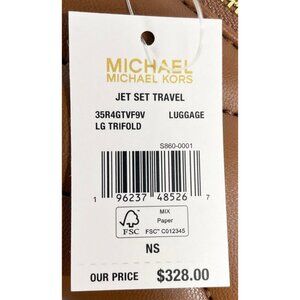 MICHAEL
MICHAEL KORS
JET SET TRAVEL
35R4GTVF9V LUGGAGE
LG TRIFOLD
S860-0001
1 96237 48526 7
FSC
MIX
Paper
FSC™ C012345
NS
OUR PRICE $328.00